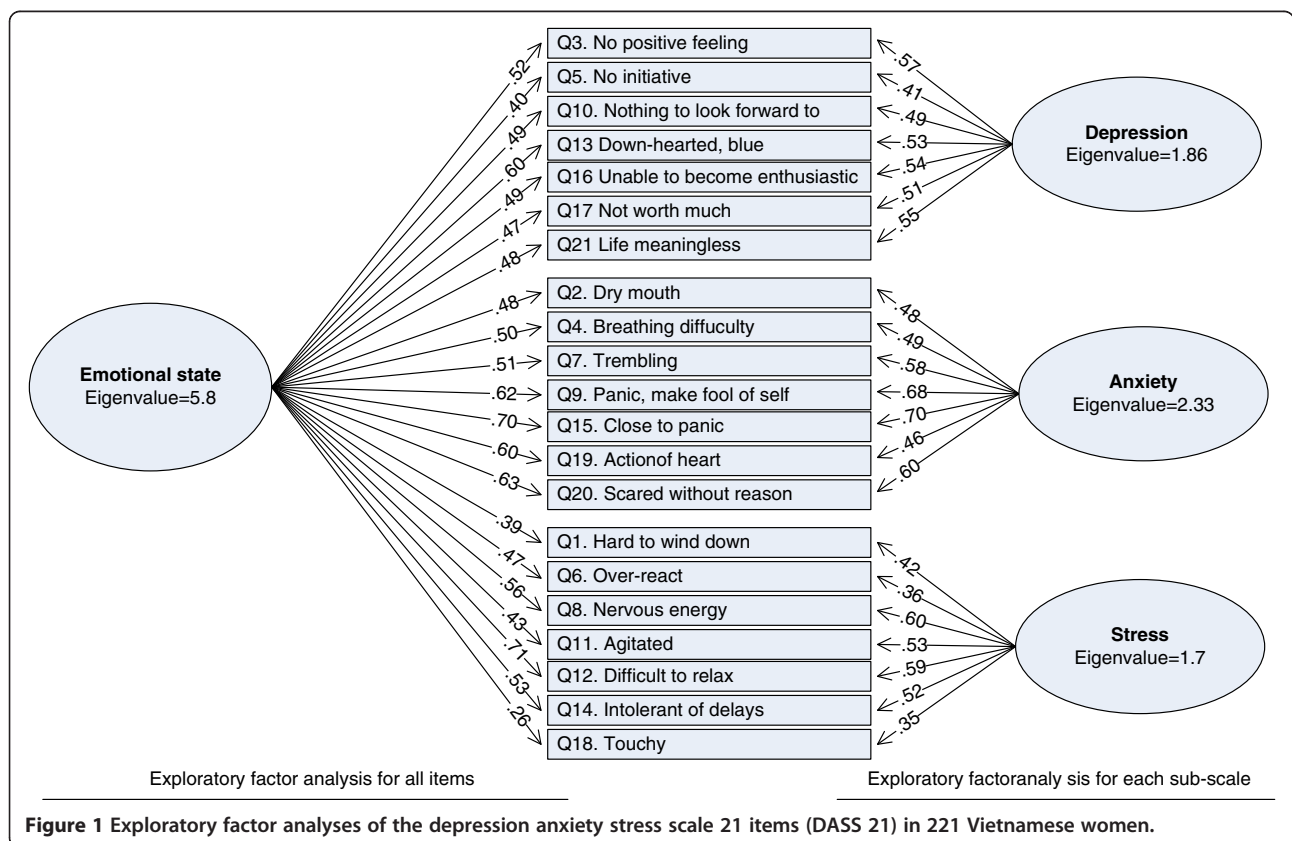 .52
.40
.49
.60
.49
.47
.48
.48
.50
.51
.62
.70
.60
.63
.39
.47
.56
.43
.71
.53
.26
Emotional state
Eigenvalue=5.8
Q3. No positive feeling
Q5. No initiative
Q10. Nothing to look forward to
Q13 Down-hearted, blue
Q16 Unable to become enthusiastic
Q17 Not worth much
Q21 Life meaningless
Q2. Dry mouth
Q4. Breathing diffuculty
Q7. Trembling
Q9. Panic, make fool of self
Q15. Close to panic
Q19. Actionof heart
Q20. Scared without reason
Q1. Hard to wind down
Q6. Over-react
Q8. Nervous energy
Q11. Agitated
Q12. Difficult to relax
Q14. Intolerant of delays
Q18. Touchy
.57
.41
.49
.53
.54
.51
.55
Depression
Eigenvalue=1.86
.48
.49
.58
.68
.70
.46
.60
Anxiety
Eigenvalue=2.33
.42
.36
.60
.53
.59
.52
.35
Stress
Eigenvalue=1.7
Exploratory factor analysis for all items
Exploratory factoranaly sis for each sub-scale
Figure 1 Exploratory factor analyses of the depression anxiety stress scale 21 items (DASS 21) in 221 Vietnamese women.